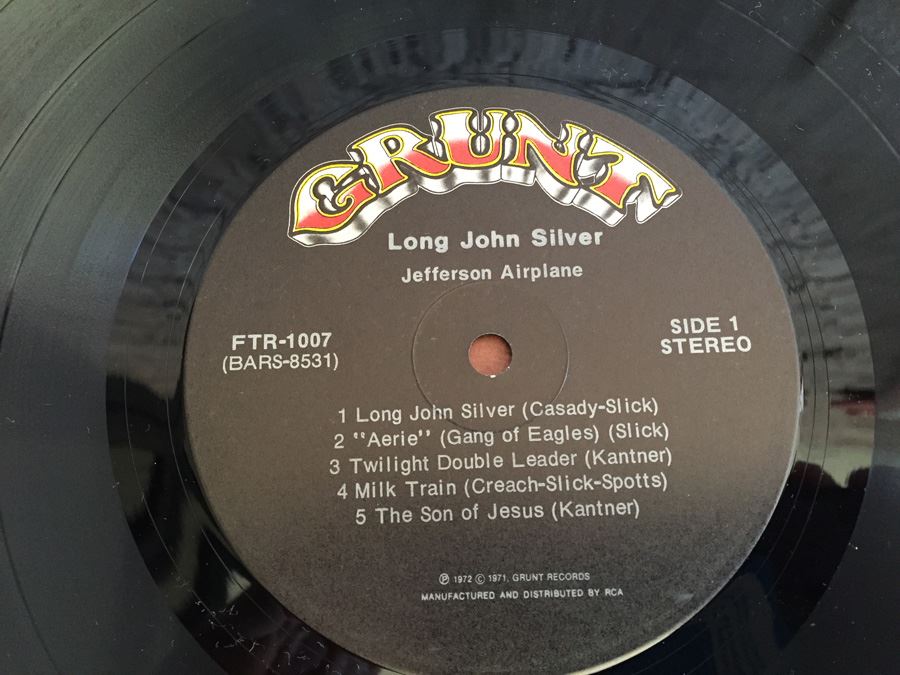 GRUNT
Long John Silver
Jefferson Airplane
FTR-1007
(BARS-8531)
SIDE 1
STEREO
1 Long John Silver (Casady-Slick)
2 "Aerie" (Gang of Eagles) (Slick)
3 Twilight Double Leader (Kantner)
4 Milk Train (Creach-Slick-Spotts)
5 The Son of Jesus (Kantner)
℗ 1972 © 1971, GRUNT RECORDS
MANUFACTURED AND DISTRIBUTED BY RCA